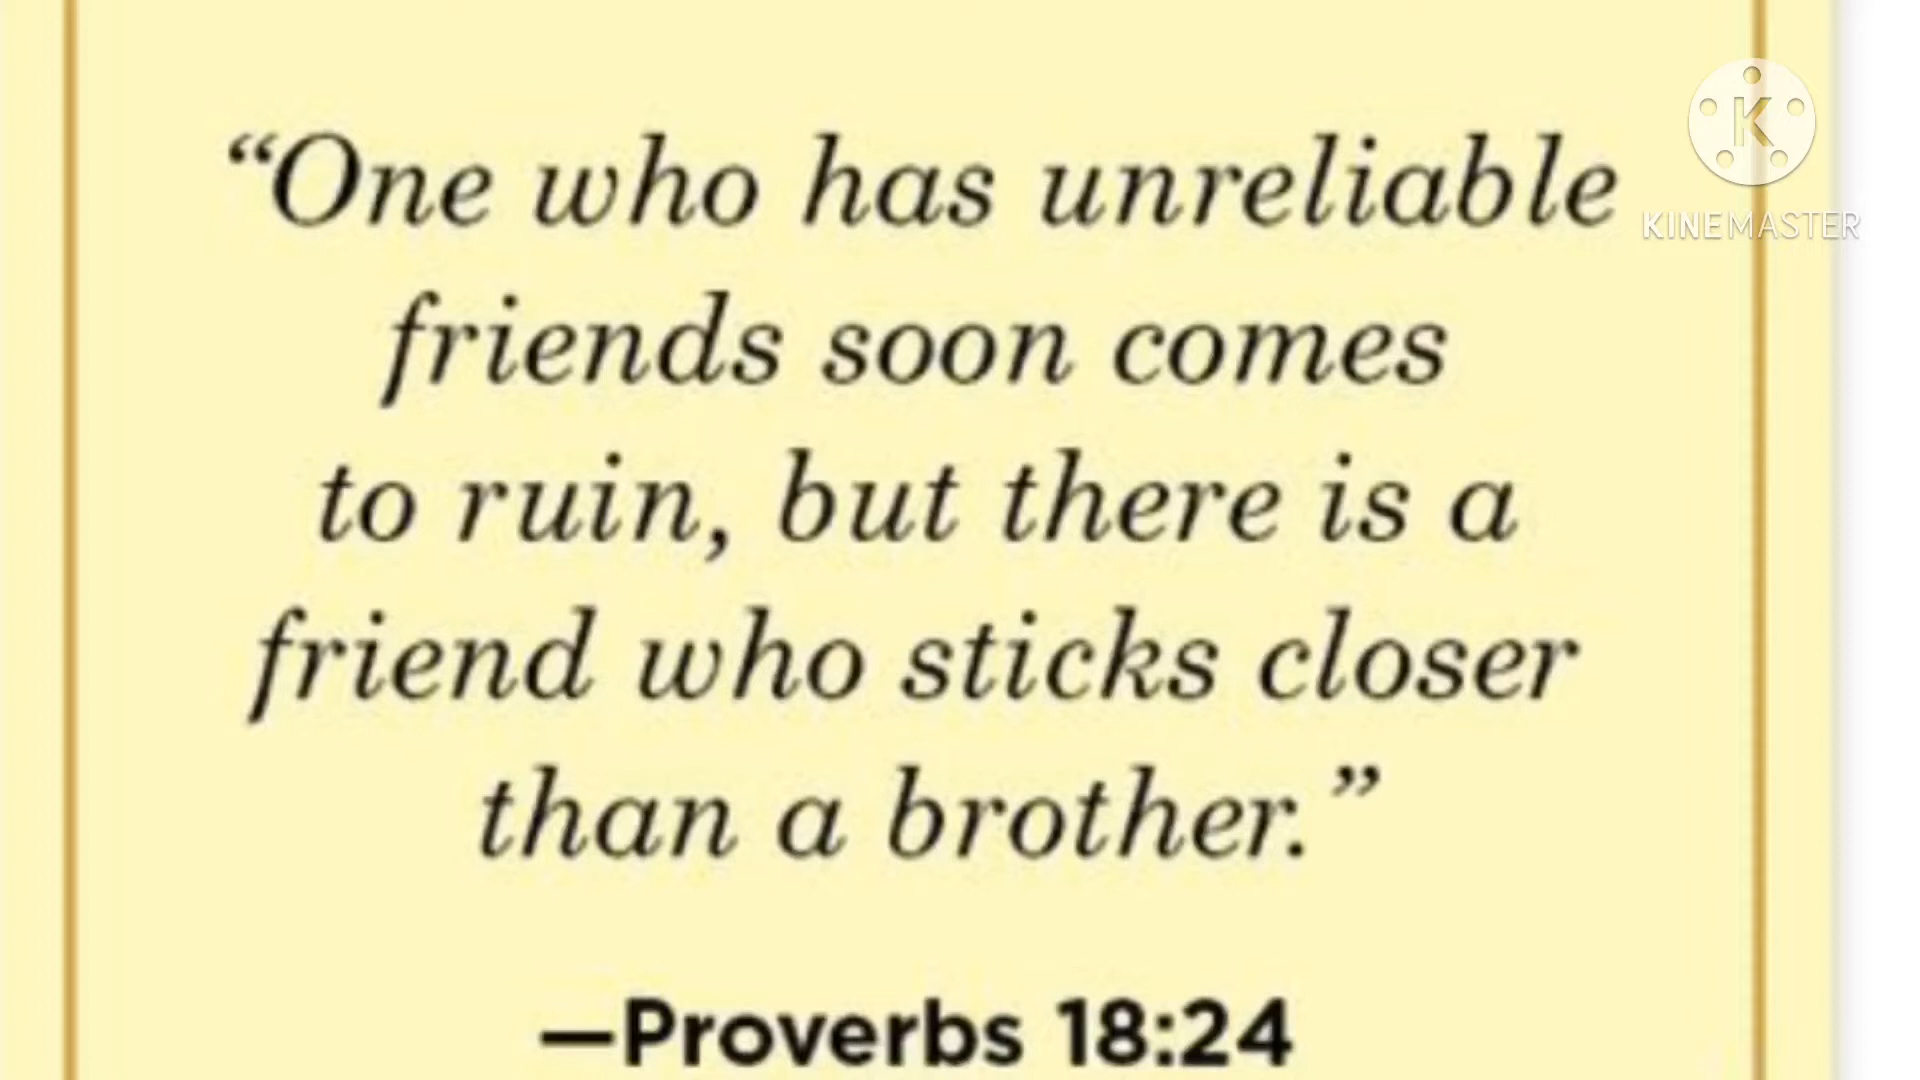 “One who has unreliable
friends soon comes
to ruin, but there is a
friend who sticks closer
than a brother.”
—Proverbs 18:24
K
KINEMASTER